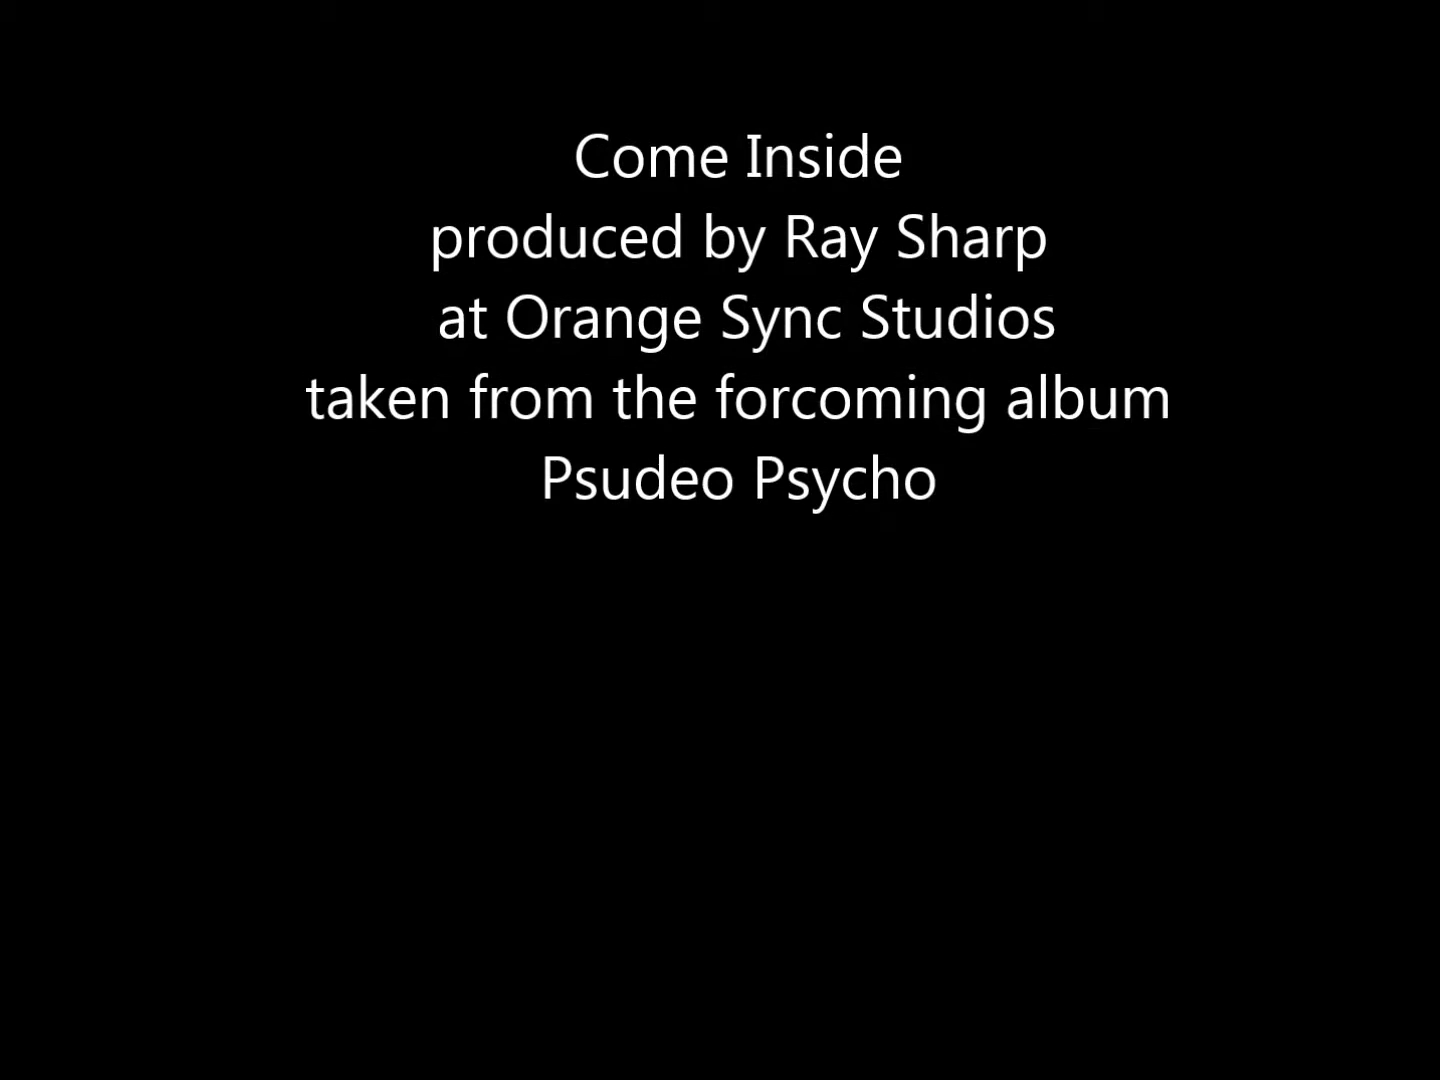 Come Inside
produced by Ray Sharp
at Orange Sync Studios
taken from the forcoming album
Psudeo Psycho